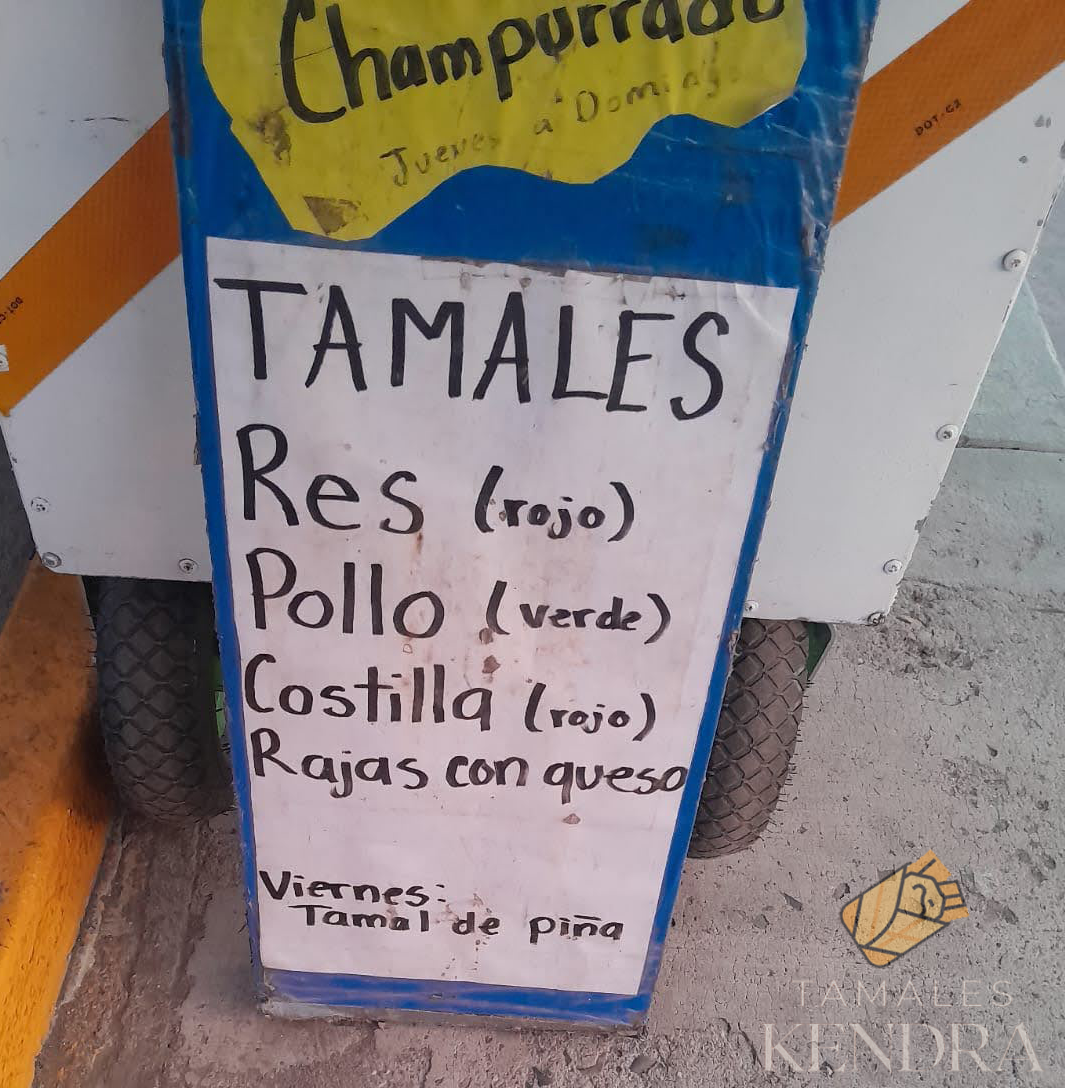 Champurrado
Jueves a Domingo
DOT-C2
TAMALES
Res (rojo)
Pollo (verde)
Costilla (rojo)
Rajas con queso
Viernes:
Tamal de piña
TAMALES
KENDRA